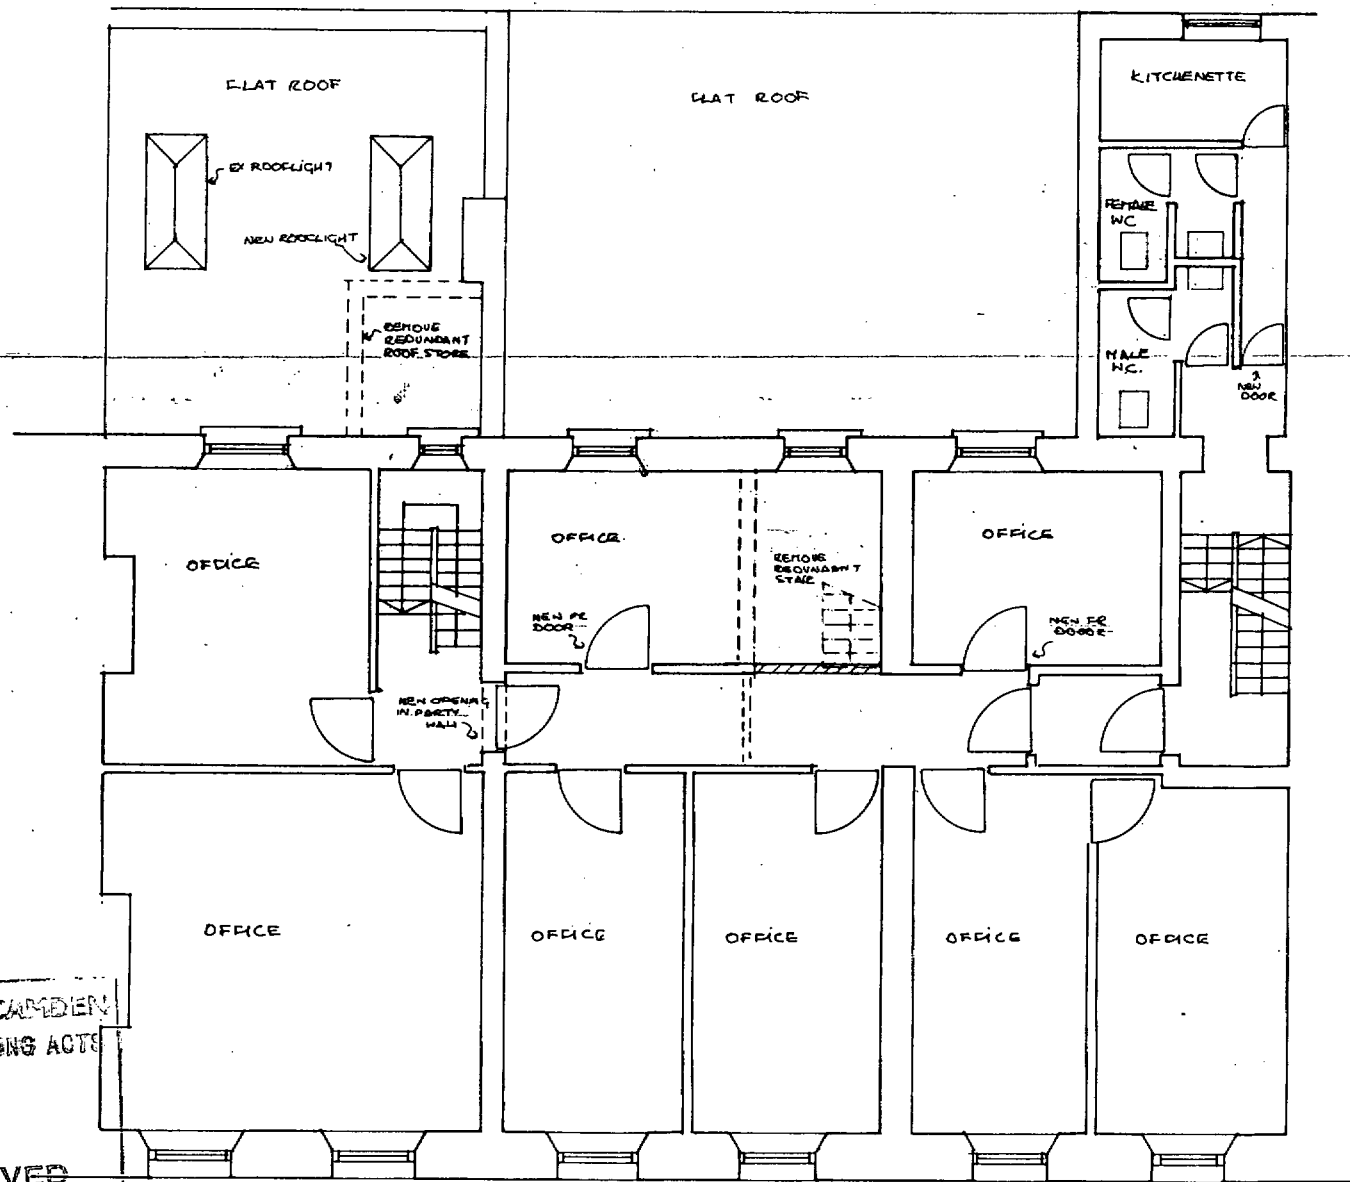 FLAT ROOF
FLAT ROOF
KITCHENETTE
EX ROOFLIGHT
NEW ROOFLIGHT
FEMALE
WC
REMOVE
REDUNDANT
ROOF STORE
MALE
W.C.
NEW
DOOR
OFFICE
OFFICE
OFFICE
REMOVE
REDUNDANT
STAIR
NEW FR
DOOR
NEW FR
DOOR
NEW OPENING
IN PARTY
WALL
OFFICE
OFFICE
OFFICE
OFFICE
OFFICE
CAMDEN
ING ACTS
VED